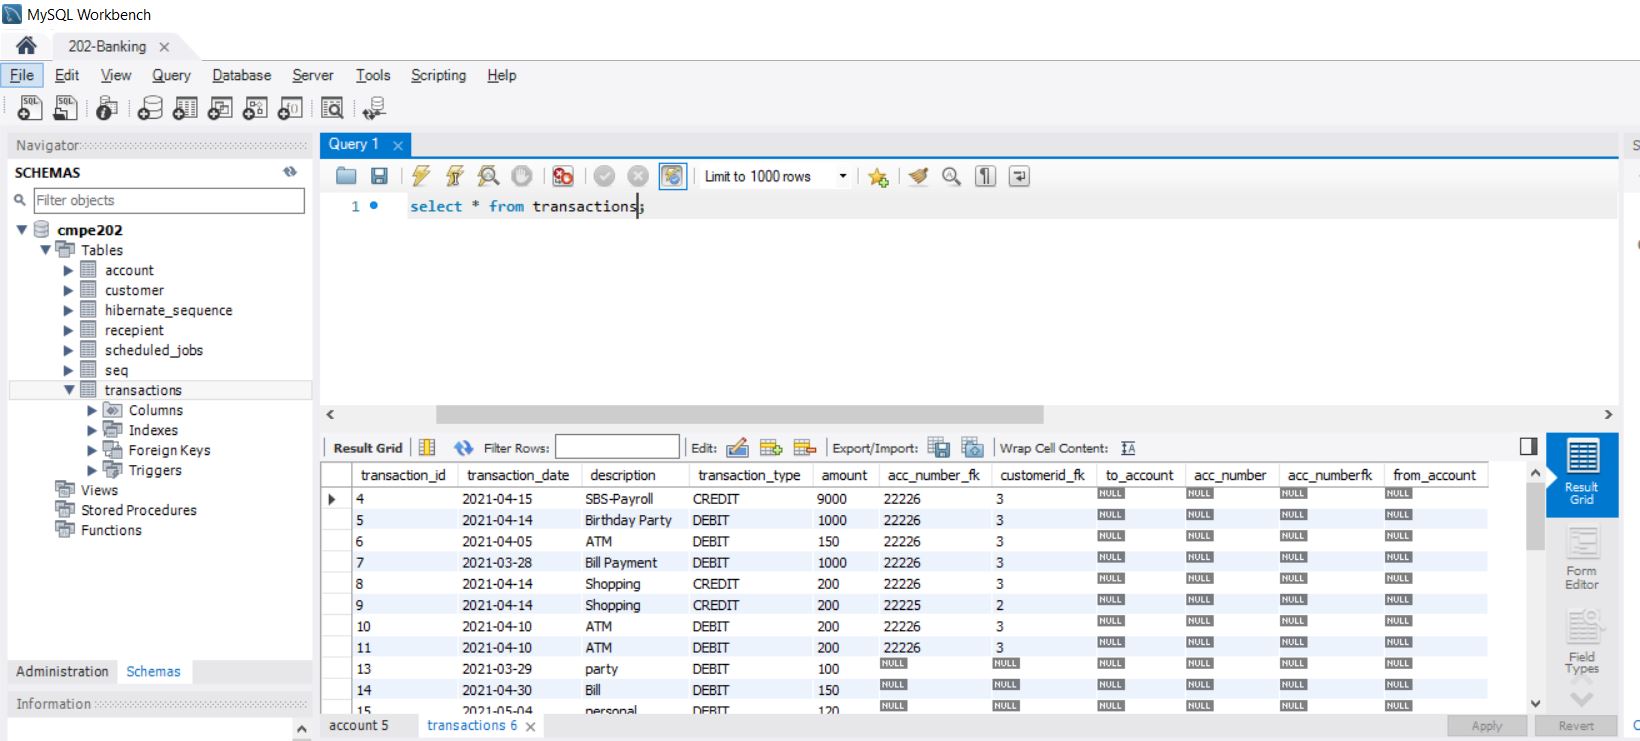 MySQL Workbench
202-Banking
File Edit View Query Database Server Tools Scripting Help
Navigator
SCHEMAS
Filter objects
cmpe202
Tables
account
customer
hibernate_sequence
recepient
scheduled_jobs
seq
transactions
Columns
Indexes
Foreign Keys
Triggers
Views
Stored Procedures
Functions
Administration Schemas
Information
Query 1
Limit to 1000 rows
1 select * from transactions;
Result Grid Filter Rows: Edit: Export/Import: Wrap Cell Content:
transaction_id transaction_date description transaction_type amount acc_number_fk customerid_fk to_account acc_number acc_numberfk from_account
4 2021-04-15 SBS-Payroll CREDIT 9000 22226 3 NULL NULL NULL NULL
5 2021-04-14 Birthday Party DEBIT 1000 22226 3 NULL NULL NULL NULL
6 2021-04-05 ATM DEBIT 150 22226 3 NULL NULL NULL NULL
7 2021-03-28 Bill Payment DEBIT 1000 22226 3 NULL NULL NULL NULL
8 2021-04-14 Shopping CREDIT 200 22226 3 NULL NULL NULL NULL
9 2021-04-14 Shopping CREDIT 200 22225 2 NULL NULL NULL NULL
10 2021-04-10 ATM DEBIT 200 22226 3 NULL NULL NULL NULL
11 2021-04-10 ATM DEBIT 200 22226 3 NULL NULL NULL NULL
13 2021-03-29 party DEBIT 100 NULL NULL NULL NULL NULL NULL
14 2021-04-30 Bill DEBIT 150 NULL NULL NULL NULL NULL NULL
15 2021-05-04 personal DEBIT 120 NULL NULL NULL NULL NULL NULL
account 5 transactions 6
Apply Revert
Result
Grid
Form
Editor
Field
Types